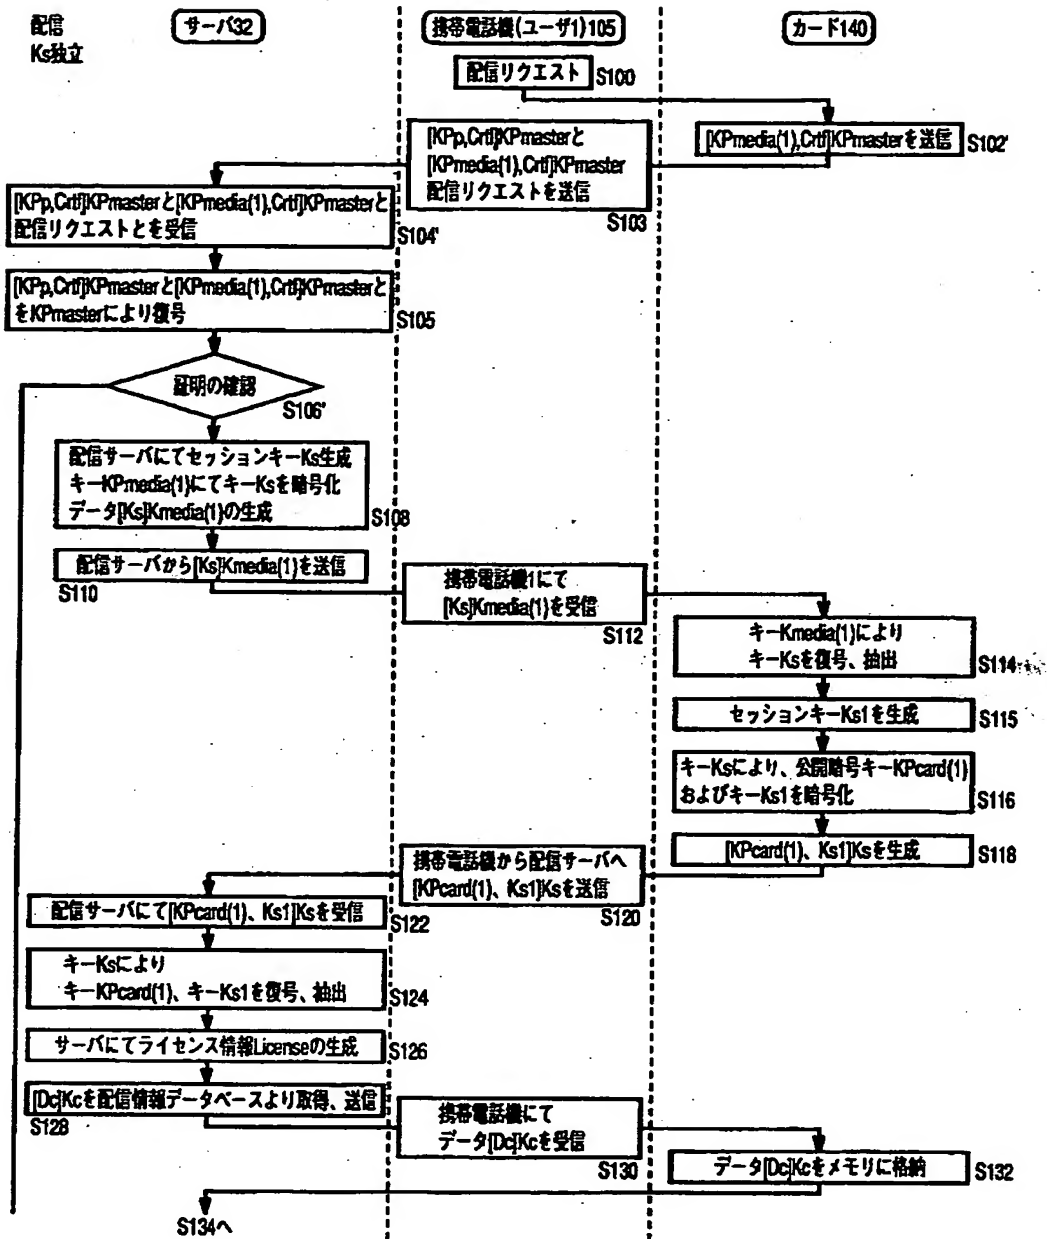 配信
Ks独立
サーバ32
携帯電話機(ユーザ1)105
カード140
配信リクエスト
S100
[KPmedia(1),Crtf]KPmasterを送信
S102'
[KPp,Crtf]KPmasterと
[KPmedia(1),Crtf]KPmaster
配信リクエストを送信
S103
[KPp,Crtf]KPmasterと[KPmedia(1),Crtf]KPmasterと
配信リクエストとを受信
S104'
[KPp,Crtf]KPmasterと[KPmedia(1),Crtf]KPmasterと
をKPmasterにより復号
S105
証明の確認
S106'
配信サーバにてセッションキーKs生成
キーKPmedia(1)にてキーKsを暗号化
データ[Ks]Kmedia(1)の生成
S108
配信サーバから[Ks]Kmedia(1)を送信
S110
携帯電話機1にて
[Ks]Kmedia(1)を受信
S112
キーKmedia(1)により
キーKsを復号、抽出
S114
セッションキーKs1を生成
S115
キーKsにより、公開暗号キーKPcard(1)
およびキーKs1を暗号化
S116
[KPcard(1)、Ks1]Ksを生成
S118
携帯電話機から配信サーバへ
[KPcard(1)、Ks1]Ksを送信
S120
配信サーバにて[KPcard(1)、Ks1]Ksを受信
S122
キーKsにより
キーKPcard(1)、キーKs1を復号、抽出
S124
サーバにてライセンス情報Licenseの生成
S126
[Dc]Kcを配信情報データベースより取得、送信
S128
携帯電話機にて
データ[Dc]Kcを受信
S130
データ[Dc]Kcをメモリに格納
S132
S134へ